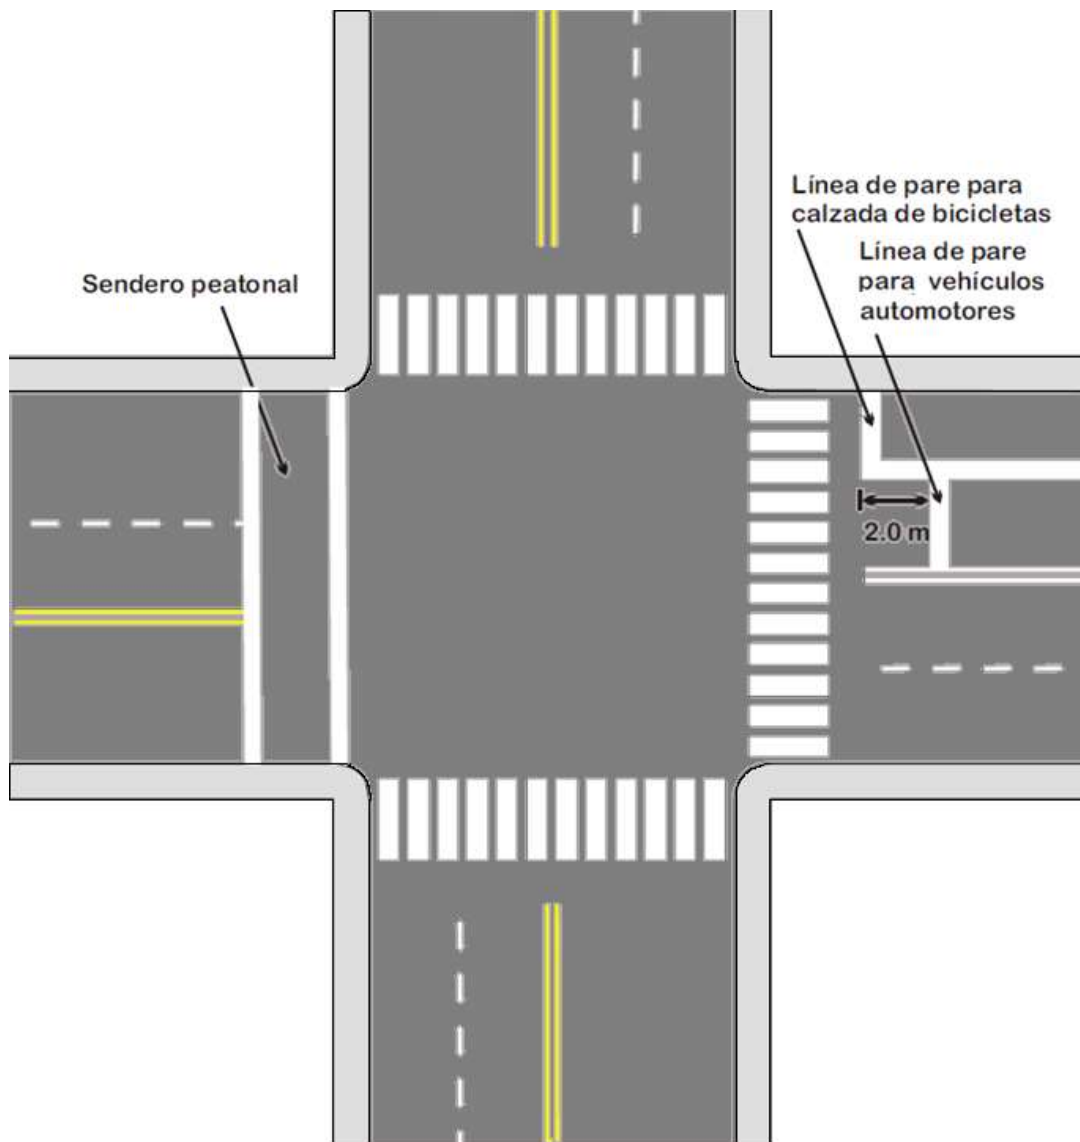 Línea de pare para
calzada de bicicletas
Línea de pare
para vehículos
automotores
Sendero peatonal
2.0 m